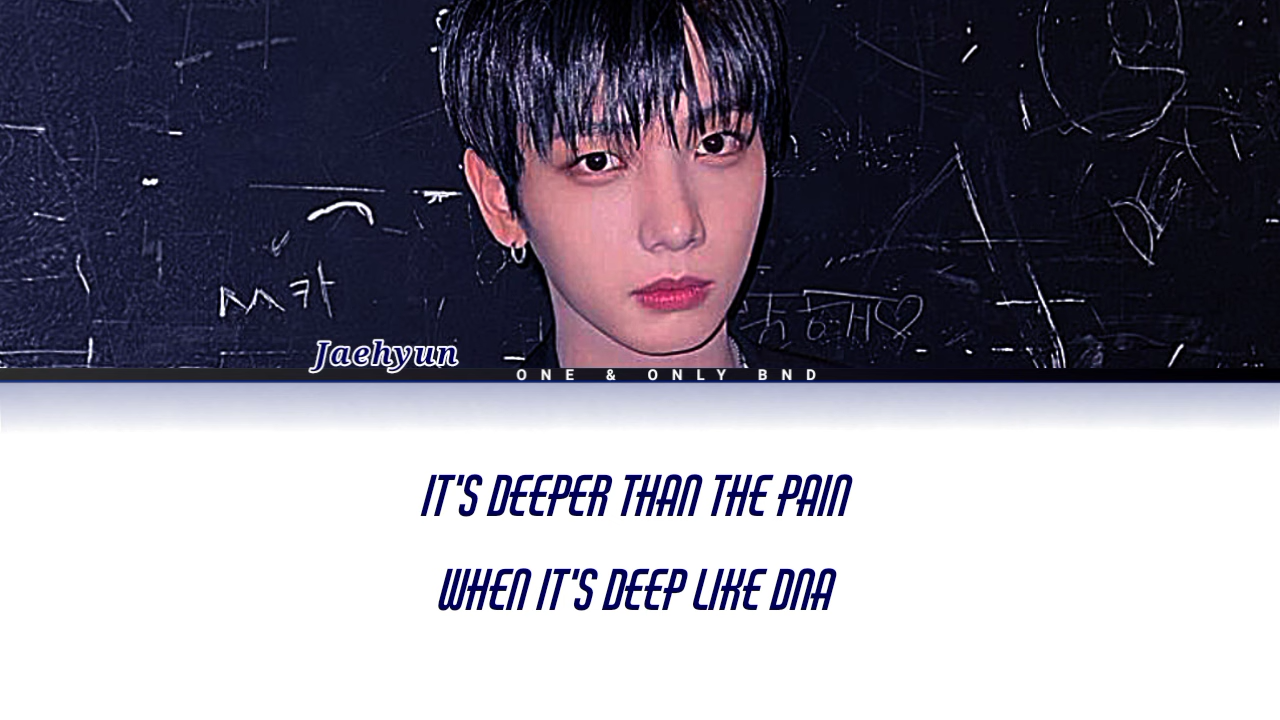 Jaehyun
ONE & ONLY BND
IT'S DEEPER THAN THE PAIN
WHEN IT'S DEEP LIKE DNA